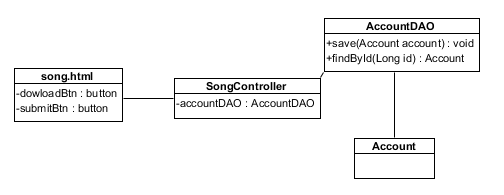 AccountDAO
+save(Account account) : void
+findById(Long id) : Account
song.html
-dowloadBtn : button
-submitBtn : button
SongController
-accountDAO : AccountDAO
Account